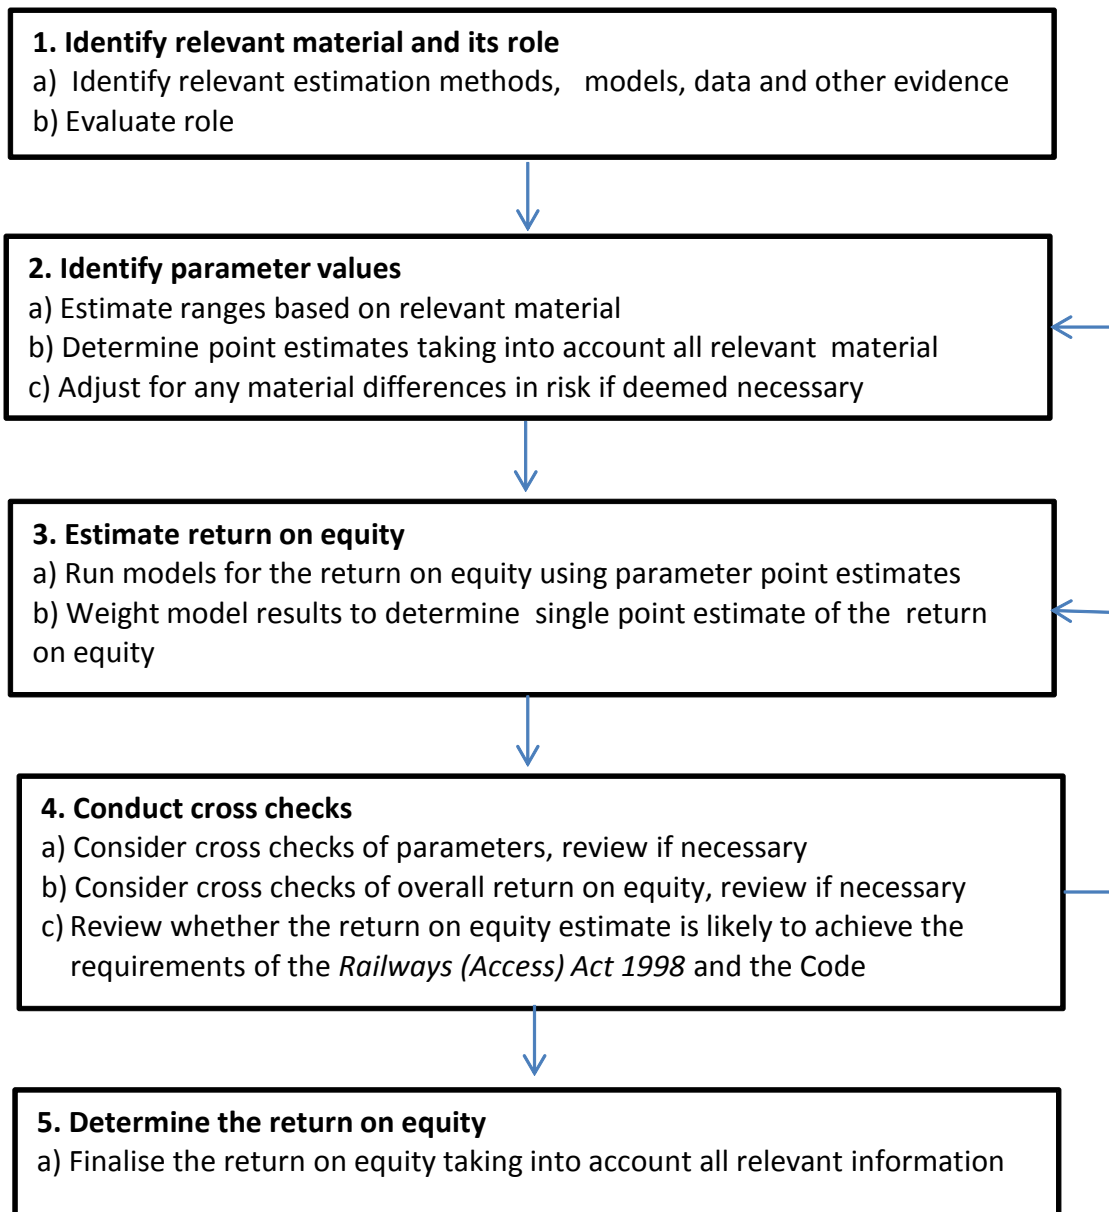 1. Identify relevant material and its role
a) Identify relevant estimation methods, models, data and other evidence
b) Evaluate role
2. Identify parameter values
a) Estimate ranges based on relevant material
b) Determine point estimates taking into account all relevant material
c) Adjust for any material differences in risk if deemed necessary
3. Estimate return on equity
a) Run models for the return on equity using parameter point estimates
b) Weight model results to determine single point estimate of the return
on equity
4. Conduct cross checks
a) Consider cross checks of parameters, review if necessary
b) Consider cross checks of overall return on equity, review if necessary
c) Review whether the return on equity estimate is likely to achieve the
requirements of the Railways (Access) Act 1998 and the Code
5. Determine the return on equity
a) Finalise the return on equity taking into account all relevant information